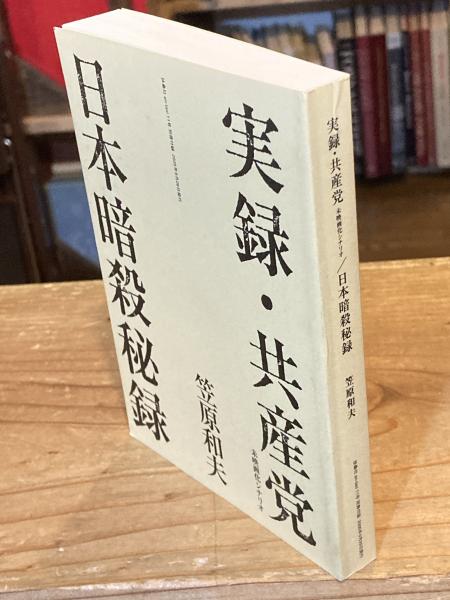 実録・共産党
未映画化シナリオ
日本暗殺秘録
笠原和夫
実録・共産党 未映画化シナリオ/日本暗殺秘録 笠原和夫